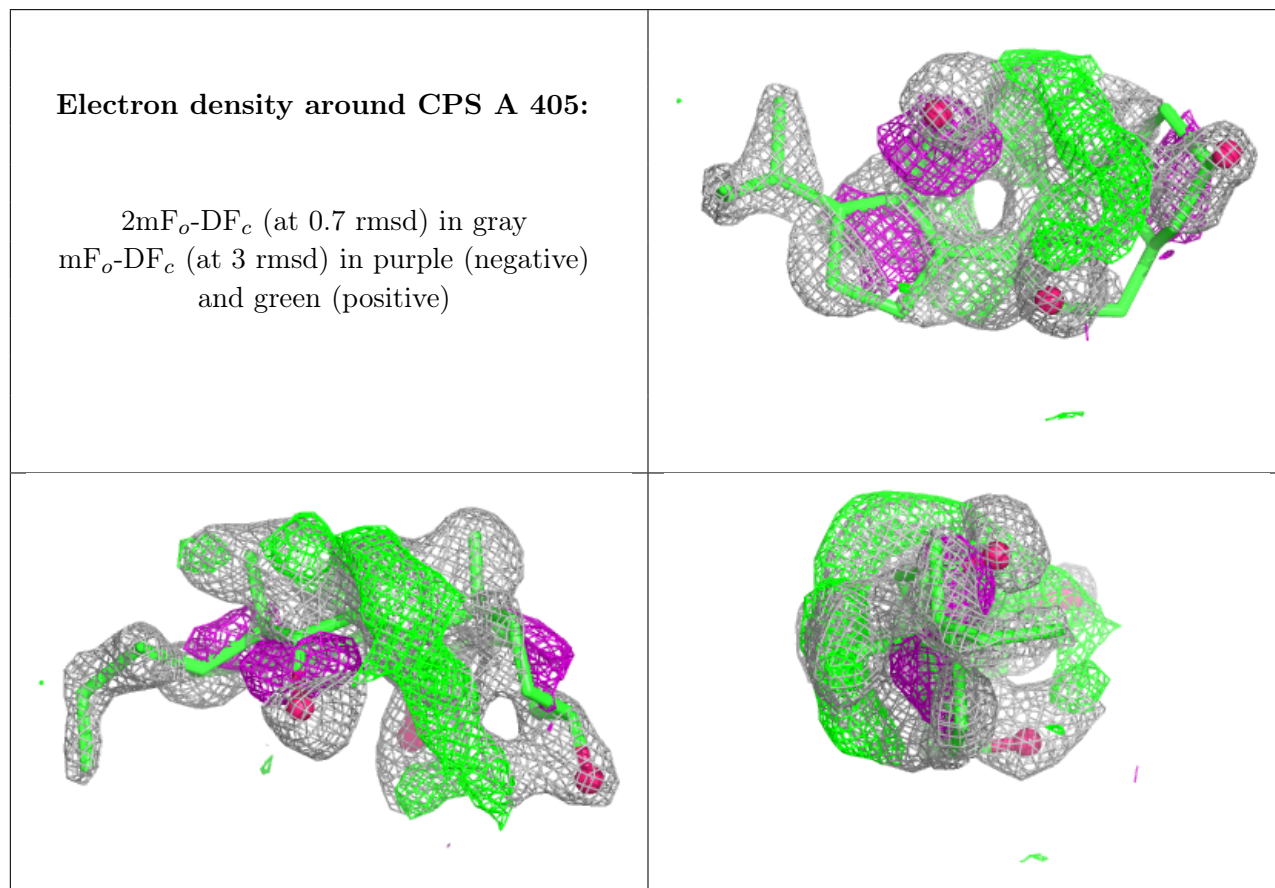 Electron density around CPS A 405:
2mFo-DFc (at 0.7 rmsd) in gray
mFo-DFc (at 3 rmsd) in purple (negative)
and green (positive)